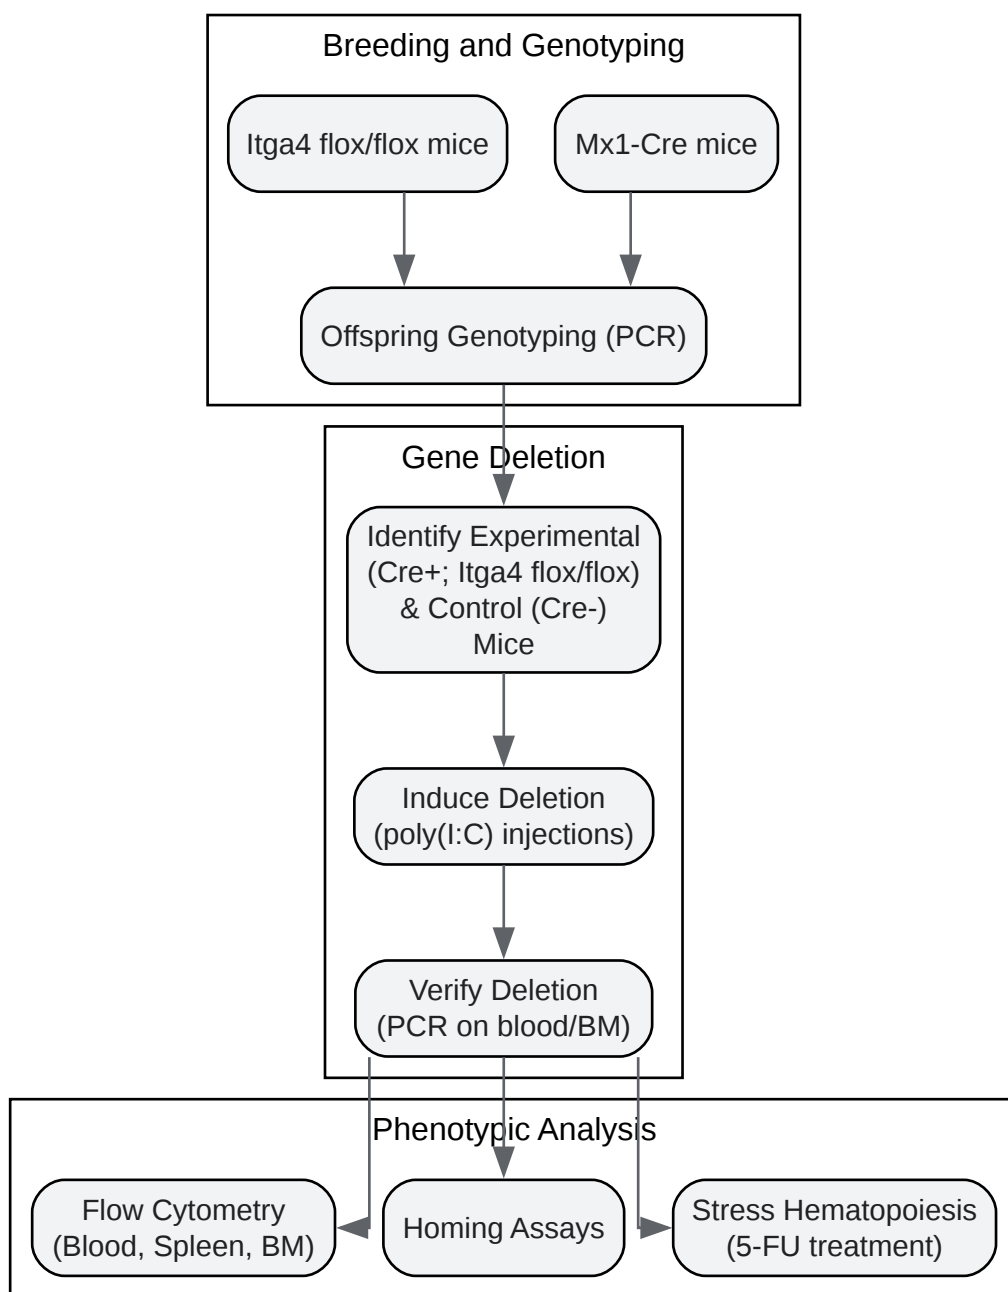 Breeding and Genotyping
Itga4 flox/flox mice
Mx1-Cre mice
Offspring Genotyping (PCR)
Gene Deletion
Identify Experimental
(Cre+; Itga4 flox/flox)
& Control (Cre-)
Mice
Induce Deletion
(poly(I:C) injections)
Verify Deletion
(PCR on blood/BM)
Phenotypic Analysis
Flow Cytometry
(Blood, Spleen, BM)
Homing Assays
Stress Hematopoiesis
(5-FU treatment)